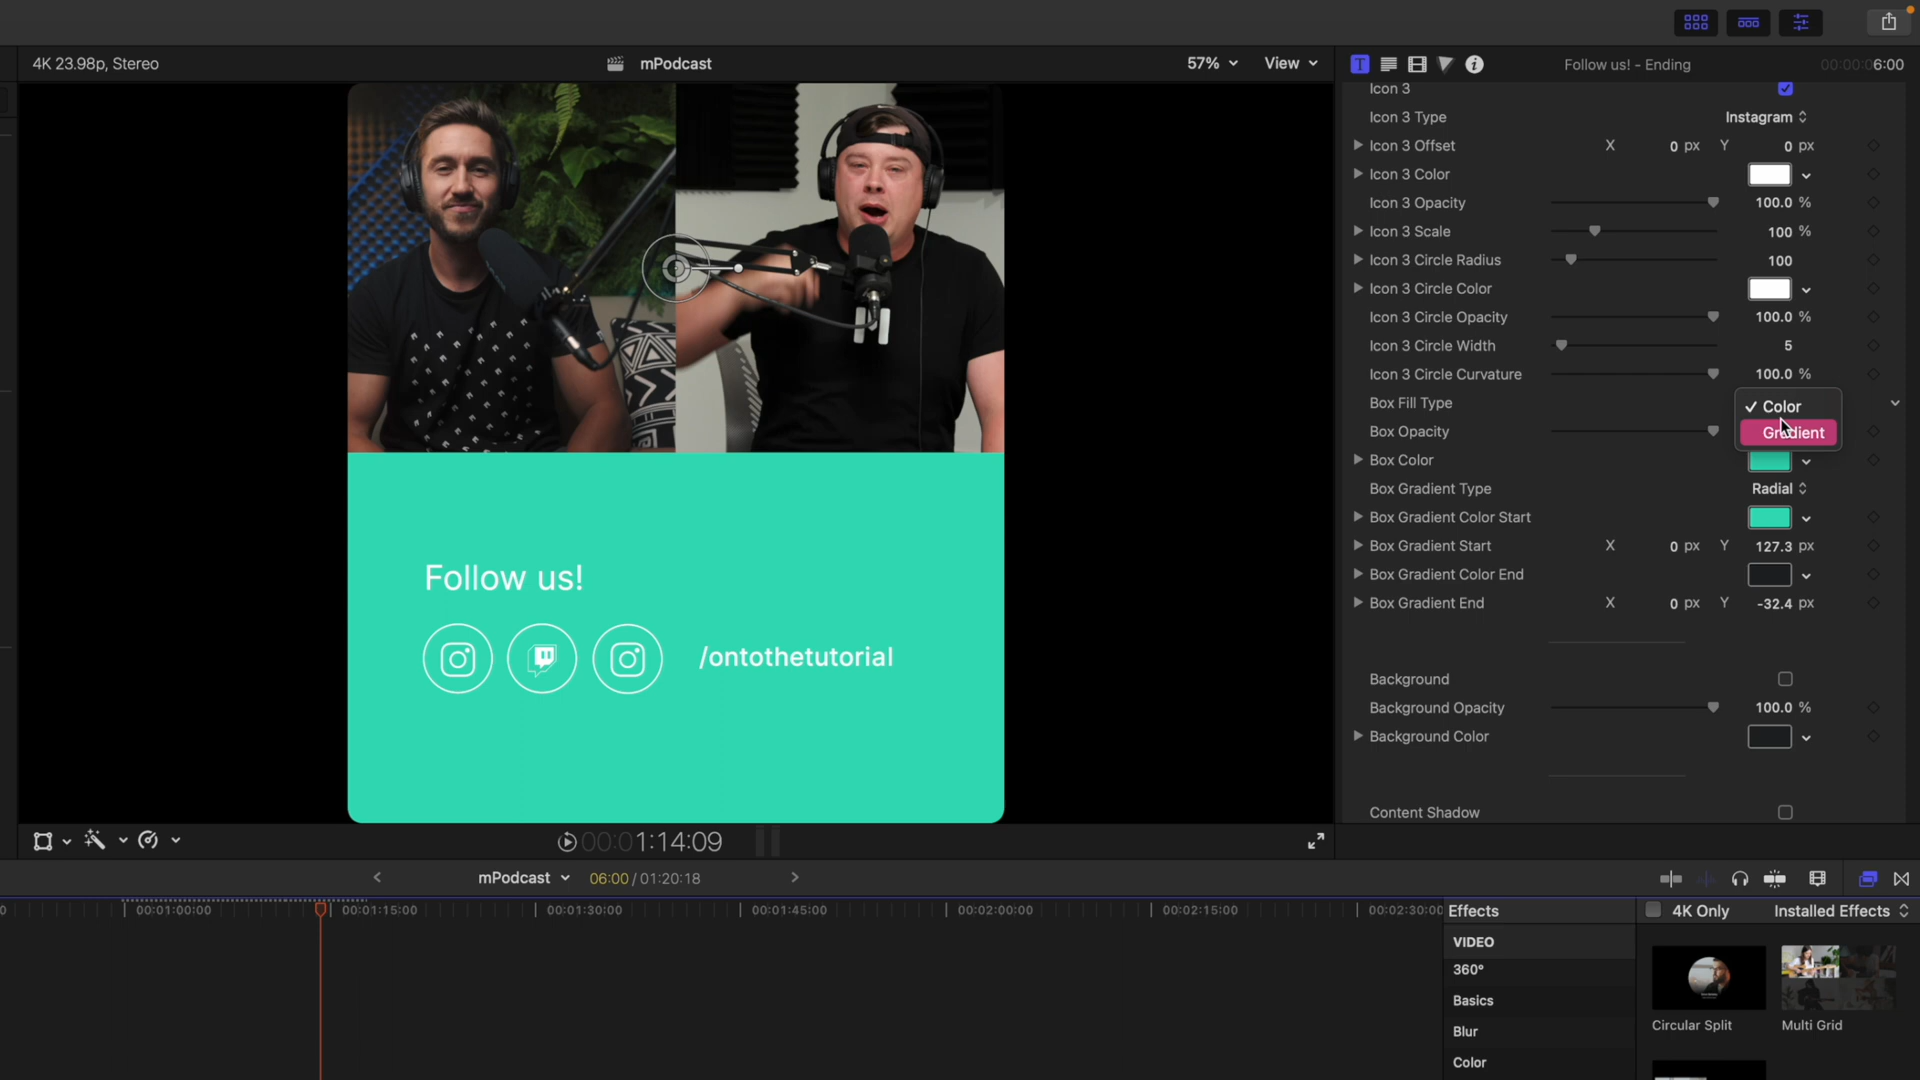 4K 23.98p, Stereo
mPodcast
57%
View
Follow us! - Ending
00:00:06:00
Icon 3
Icon 3 Type
Instagram
Icon 3 Offset
X 0 px Y 0 px
Icon 3 Color
Icon 3 Opacity
100.0 %
Icon 3 Scale
100 %
Icon 3 Circle Radius
100
Icon 3 Circle Color
Icon 3 Circle Opacity
100.0 %
Icon 3 Circle Width
5
Icon 3 Circle Curvature
100.0 %
Box Fill Type
Color
Box Opacity
Gradient
Box Color
Box Gradient Type
Radial
Box Gradient Color Start
Box Gradient Start
X 0 px Y 127.3 px
Box Gradient Color End
Box Gradient End
X 0 px Y -32.4 px
Background
Background Opacity
100.0 %
Background Color
Content Shadow
Follow us!
/ontothetutorial
00:01:14:09
mPodcast
06:00 / 01:20:18
00:01:00:00
00:01:15:00
00:01:30:00
00:01:45:00
00:02:00:00
00:02:15:00
00:02:30:00
Effects
4K Only
Installed Effects
VIDEO
360°
Basics
Blur
Color
Circular Split
Multi Grid